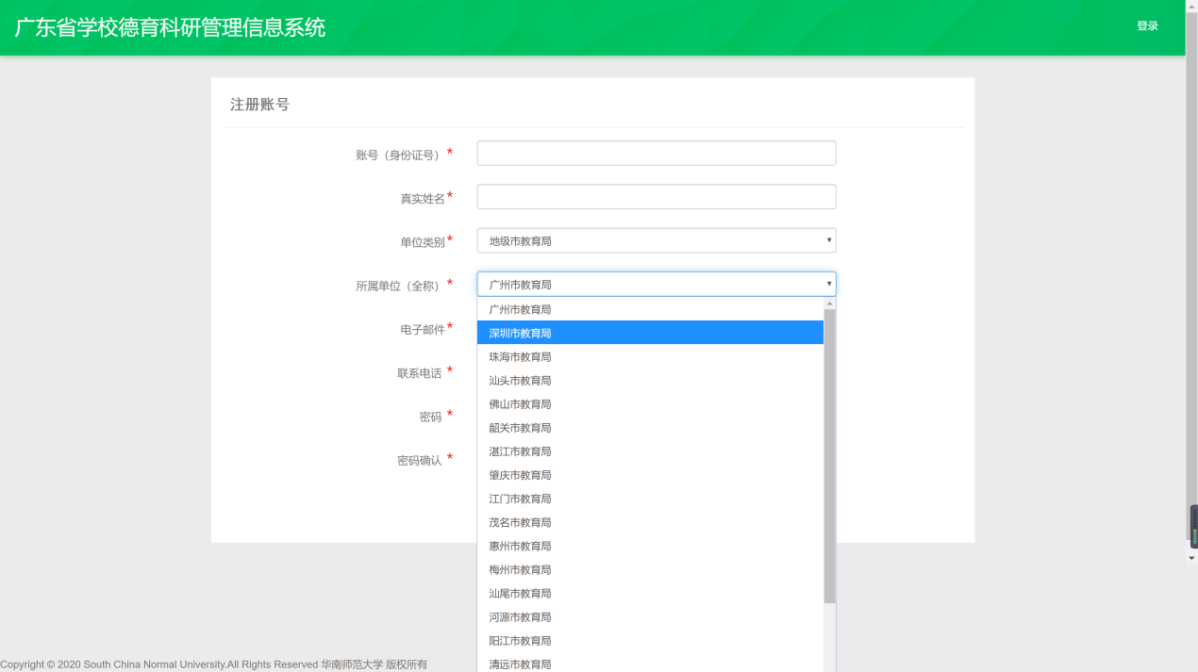 广东省学校德育科研管理信息系统
登录
注册账号
账号（身份证号） *
真实姓名 *
单位类别 *
地级市教育局
所属单位（全称） *
广州市教育局
广州市教育局
电子邮件 *
深圳市教育局
珠海市教育局
联系电话 *
汕头市教育局
佛山市教育局
密码 *
韶关市教育局
湛江市教育局
密码确认 *
肇庆市教育局
江门市教育局
茂名市教育局
惠州市教育局
梅州市教育局
汕尾市教育局
河源市教育局
阳江市教育局
清远市教育局
Copyright © 2020 South China Normal University.All Rights Reserved 华南师范大学 版权所有